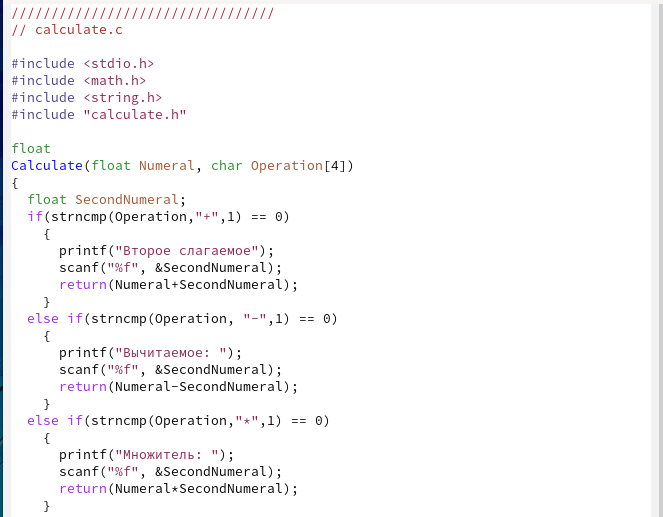 /////////////////////////////////
// calculate.c
#include <stdio.h>
#include <math.h>
#include <string.h>
#include "calculate.h"
float
Calculate(float Numeral, char Operation[4])
{
float SecondNumeral;
if(strncmp(Operation,"+",1) == 0)
{
printf("Второе слагаемое");
scanf("%f", &SecondNumeral);
return(Numeral+SecondNumeral);
}
else if(strncmp(Operation, "-",1) == 0)
{
printf("Вычитаемое: ");
scanf("%f", &SecondNumeral);
return(Numeral-SecondNumeral);
}
else if(strncmp(Operation,"*",1) == 0)
{
printf("Множитель: ");
scanf("%f", &SecondNumeral);
return(Numeral*SecondNumeral);
}